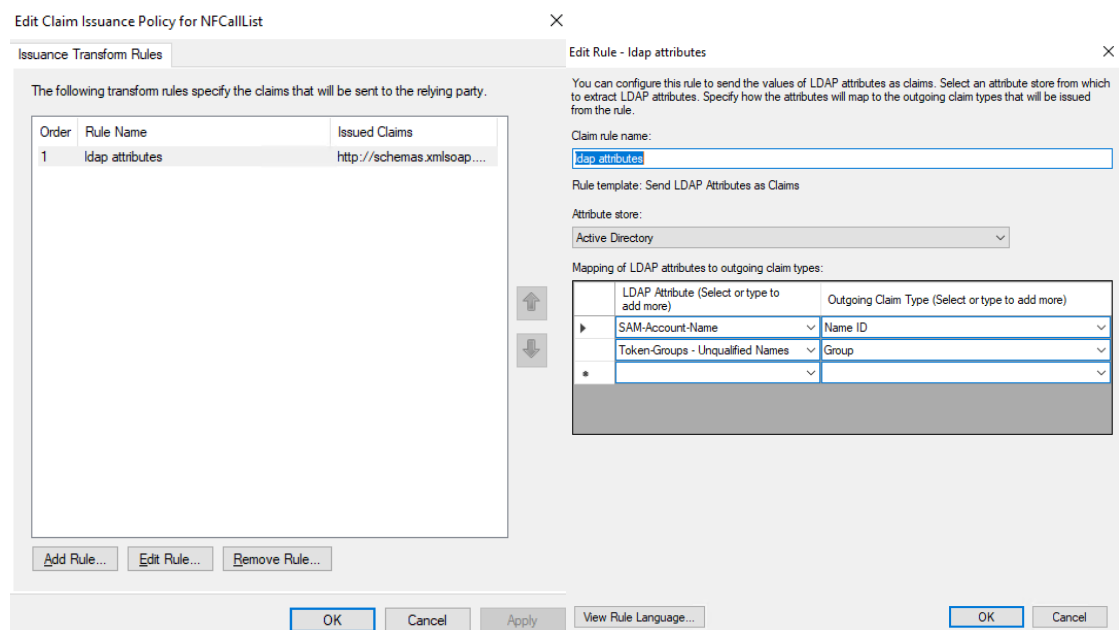 Edit Claim Issuance Policy for NFCallList
Issuance Transform Rules
The following transform rules specify the claims that will be sent to the relying party.
Order Rule Name Issued Claims
1 ldap attributes http://schemas.xmlsoap....
Add Rule... Edit Rule... Remove Rule...
OK Cancel Apply
Edit Rule - ldap attributes
You can configure this rule to send the values of LDAP attributes as claims. Select an attribute store from which
to extract LDAP attributes. Specify how the attributes will map to the outgoing claim types that will be issued
from the rule.
Claim rule name:
ldap attributes
Rule template: Send LDAP Attributes as Claims
Attribute store:
Active Directory
Mapping of LDAP attributes to outgoing claim types:
LDAP Attribute (Select or type to
add more)
Outgoing Claim Type (Select or type to add more)
SAM-Account-Name Name ID
Token-Groups - Unqualified Names Group
View Rule Language... OK Cancel